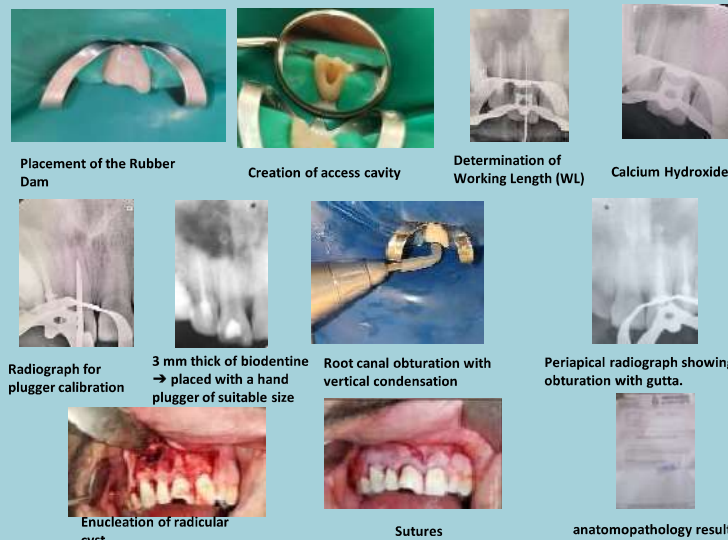 Placement of the Rubber
Dam
Creation of access cavity
Determination of
Working Length (WL)
Calcium Hydroxide
Radiograph for
plugger calibration
3 mm thick of biodentine
➔ placed with a hand
plugger of suitable size
Root canal obturation with
vertical condensation
Periapical radiograph showing
obturation with gutta.
Enucleation of radicular
cyst
Sutures
anatomopathology result